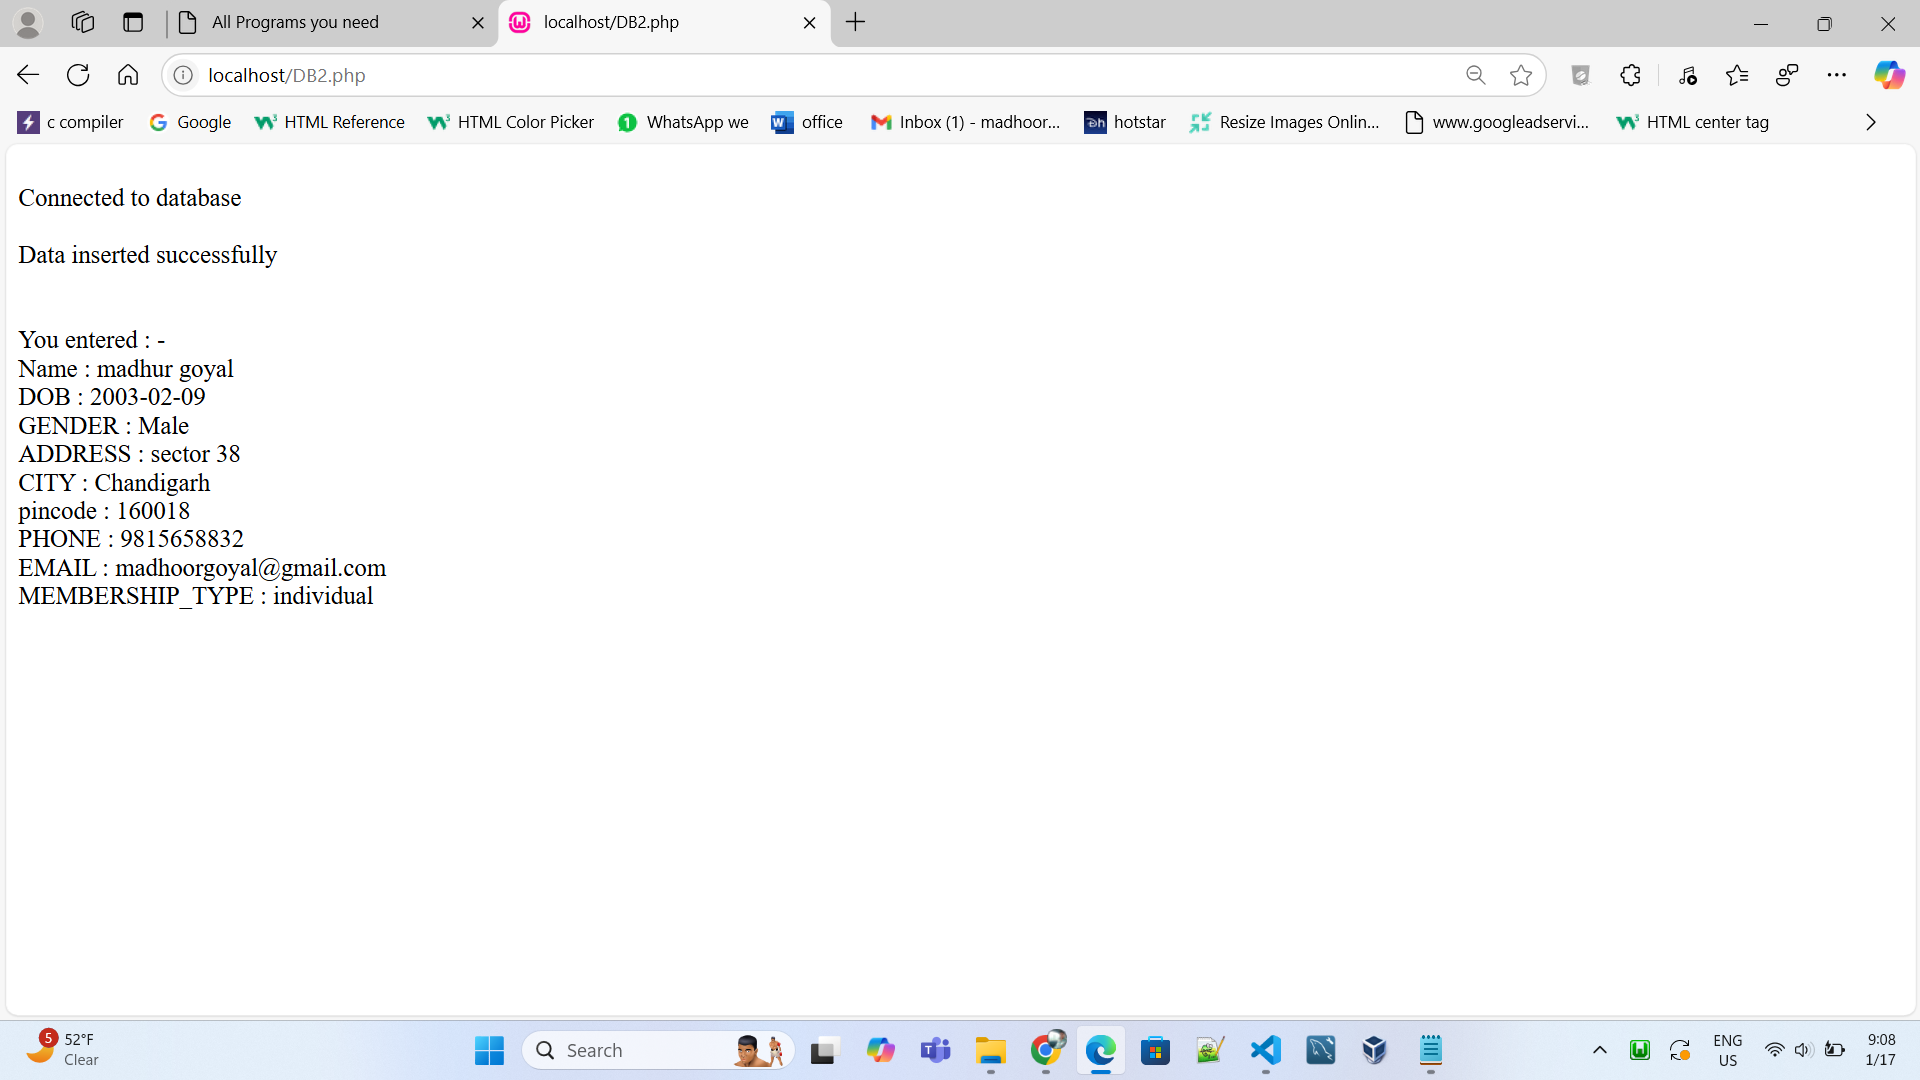 All Programs you need
localhost/DB2.php
localhost/DB2.php
c compiler
Google
HTML Reference
HTML Color Picker
1
WhatsApp we
office
Inbox (1) - madhoor...
hotstar
Resize Images Onlin...
www.googleadservi...
HTML center tag
Connected to database
Data inserted successfully
You entered : -
Name : madhur goyal
DOB : 2003-02-09
GENDER : Male
ADDRESS : sector 38
CITY : Chandigarh
pincode : 160018
PHONE : 9815658832
EMAIL : madhoorgoyal@gmail.com
MEMBERSHIP_TYPE : individual
5
52°F
Clear
Search
ENG
US
9:08
1/17